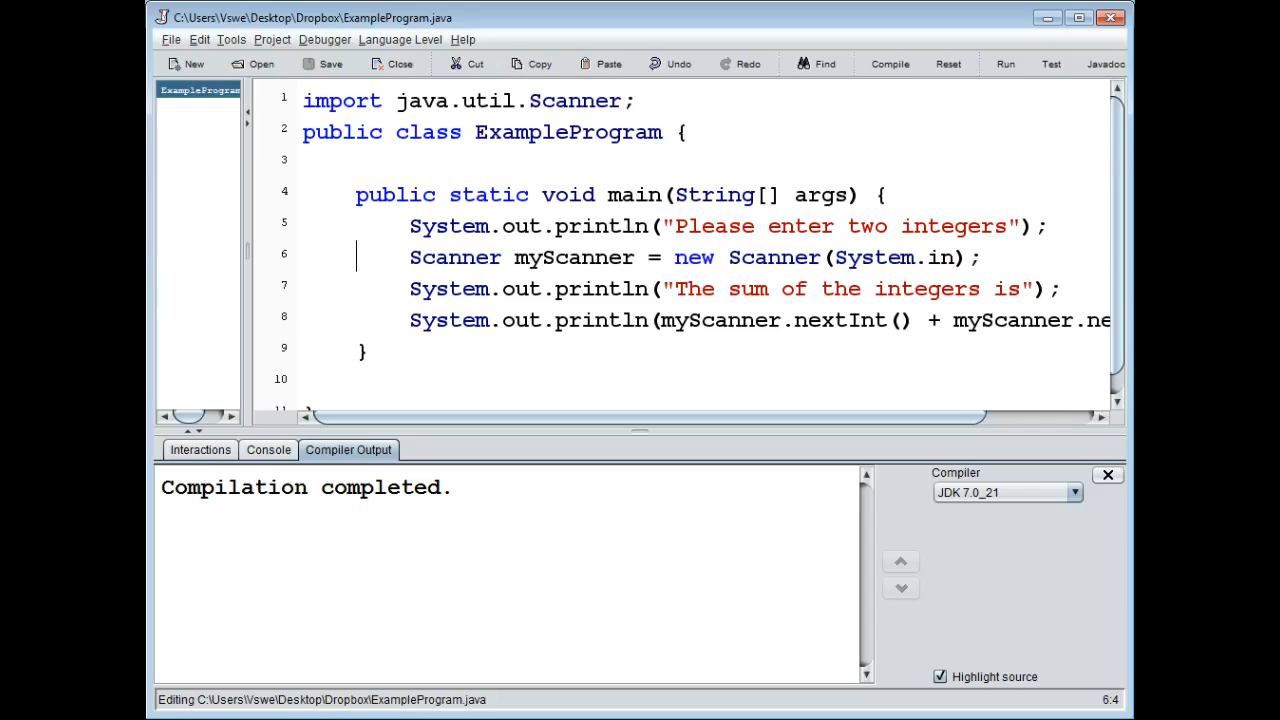 C:\Users\Vswe\Desktop\Dropbox\ExampleProgram.java
File Edit Tools Project Debugger Language Level Help
New Open Save Close Cut Copy Paste Undo Redo Find Compile Reset Run Test Javadoc
ExampleProgram
1 import java.util.Scanner;
2 public class ExampleProgram {
3
4 public static void main(String[] args) {
5 System.out.println("Please enter two integers");
6 Scanner myScanner = new Scanner(System.in);
7 System.out.println("The sum of the integers is");
8 System.out.println(myScanner.nextInt() + myScanner.ne
9 }
10
11 }
Interactions Console Compiler Output
Compilation completed.
Compiler
JDK 7.0_21
Highlight source
Editing C:\Users\Vswe\Desktop\Dropbox\ExampleProgram.java 6:4